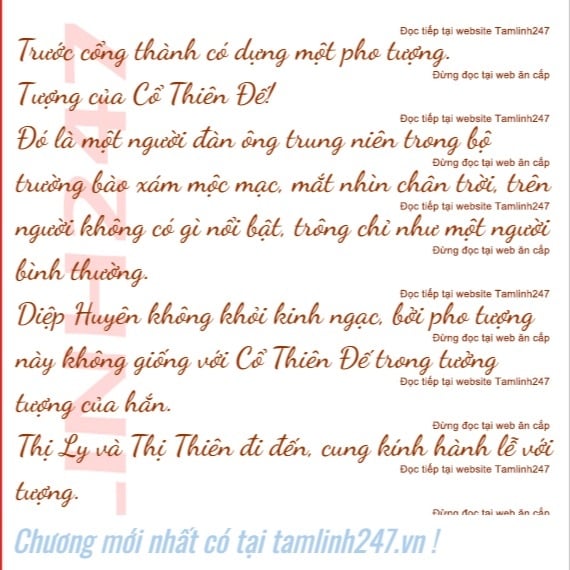 Đọc tiếp tại website Tamlinh247
Trước cổng thành có dựng một pho tượng.
Đừng đọc tại web ăn cắp
Tượng của Cổ Thiên Đế!
Đọc tiếp tại website Tamlinh247
Đó là một người đàn ông trung niên trong bộ
Đừng đọc tại web ăn cắp
trường bào xám mộc mạc, mắt nhìn chân trời, trên
Đọc tiếp tại website Tamlinh247
người không có gì nổi bật, trông chỉ như một người
Đừng đọc tại web ăn cắp
bình thường.
Đọc tiếp tại website Tamlinh247
Diệp Huyên không khỏi kinh ngạc, bởi pho tượng
Đừng đọc tại web ăn cắp
này không giống với Cổ Thiên Đế trong tưởng
Đọc tiếp tại website Tamlinh247
tượng của hắn.
Đừng đọc tại web ăn cắp
Thị Ly và Thị Thiên đi đến, cung kính hành lễ với
Đọc tiếp tại website Tamlinh247
tượng.
Đừng đọc tại web ăn cắp
-INH247
Chương mới nhất có tại tamlinh247.vn !